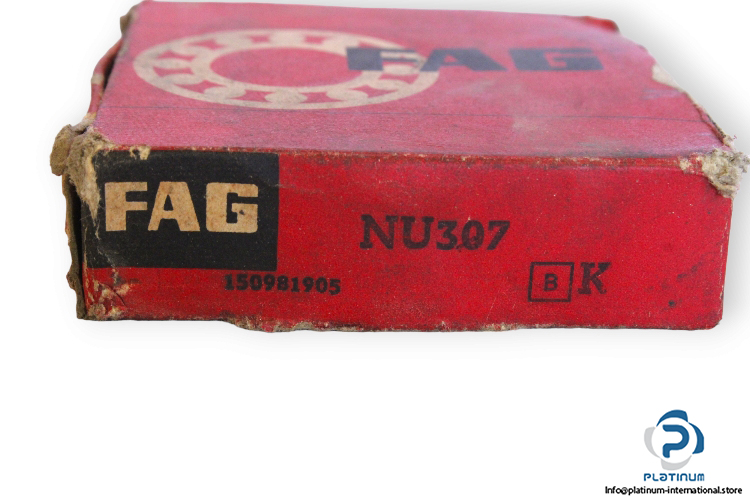 FAG
FAG
NU307
150981905
B K
P
PLATINUM
Info@platinum-international.store